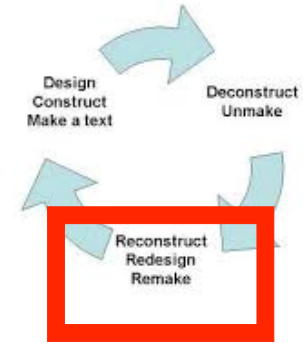 Design
Construct
Make a text
Deconstruct
Unmake
Reconstruct
Redesign
Remake